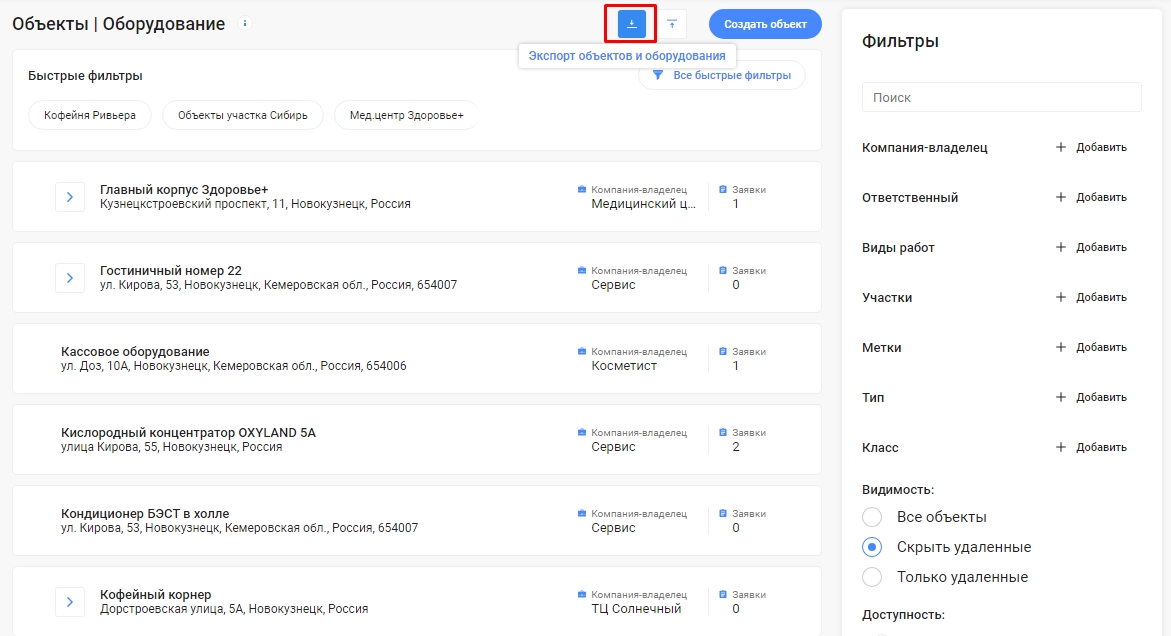 Объекты | Оборудование
Создать объект
Экспорт объектов и оборудования
Быстрые фильтры
Все быстрые фильтры
Кофейня Ривьера
Объекты участка Сибирь
Мед.центр Здоровье+
Главный корпус Здоровье+
Кузнецкстроевский проспект, 11, Новокузнецк, Россия
Компания-владелец
Медицинский ц...
Заявки
1
Гостиничный номер 22
ул. Кирова, 53, Новокузнецк, Кемеровская обл., Россия, 654007
Компания-владелец
Сервис
Заявки
0
Кассовое оборудование
ул. Доз, 10А, Новокузнецк, Кемеровская обл., Россия, 654006
Компания-владелец
Косметист
Заявки
1
Кислородный концентратор OXYLAND 5A
улица Кирова, 55, Новокузнецк, Россия
Компания-владелец
Сервис
Заявки
2
Кондиционер БЭСТ в холле
ул. Кирова, 53, Новокузнецк, Кемеровская обл., Россия, 654007
Компания-владелец
Сервис
Заявки
0
Кофейный корнер
Дорстроевская улица, 5А, Новокузнецк, Россия
Компания-владелец
ТЦ Солнечный
Заявки
0
Фильтры
Поиск
Компания-владелец + Добавить
Ответственный + Добавить
Виды работ + Добавить
Участки + Добавить
Метки + Добавить
Тип + Добавить
Класс + Добавить
Видимость:
Все объекты
Скрыть удаленные
Только удаленные
Доступность: